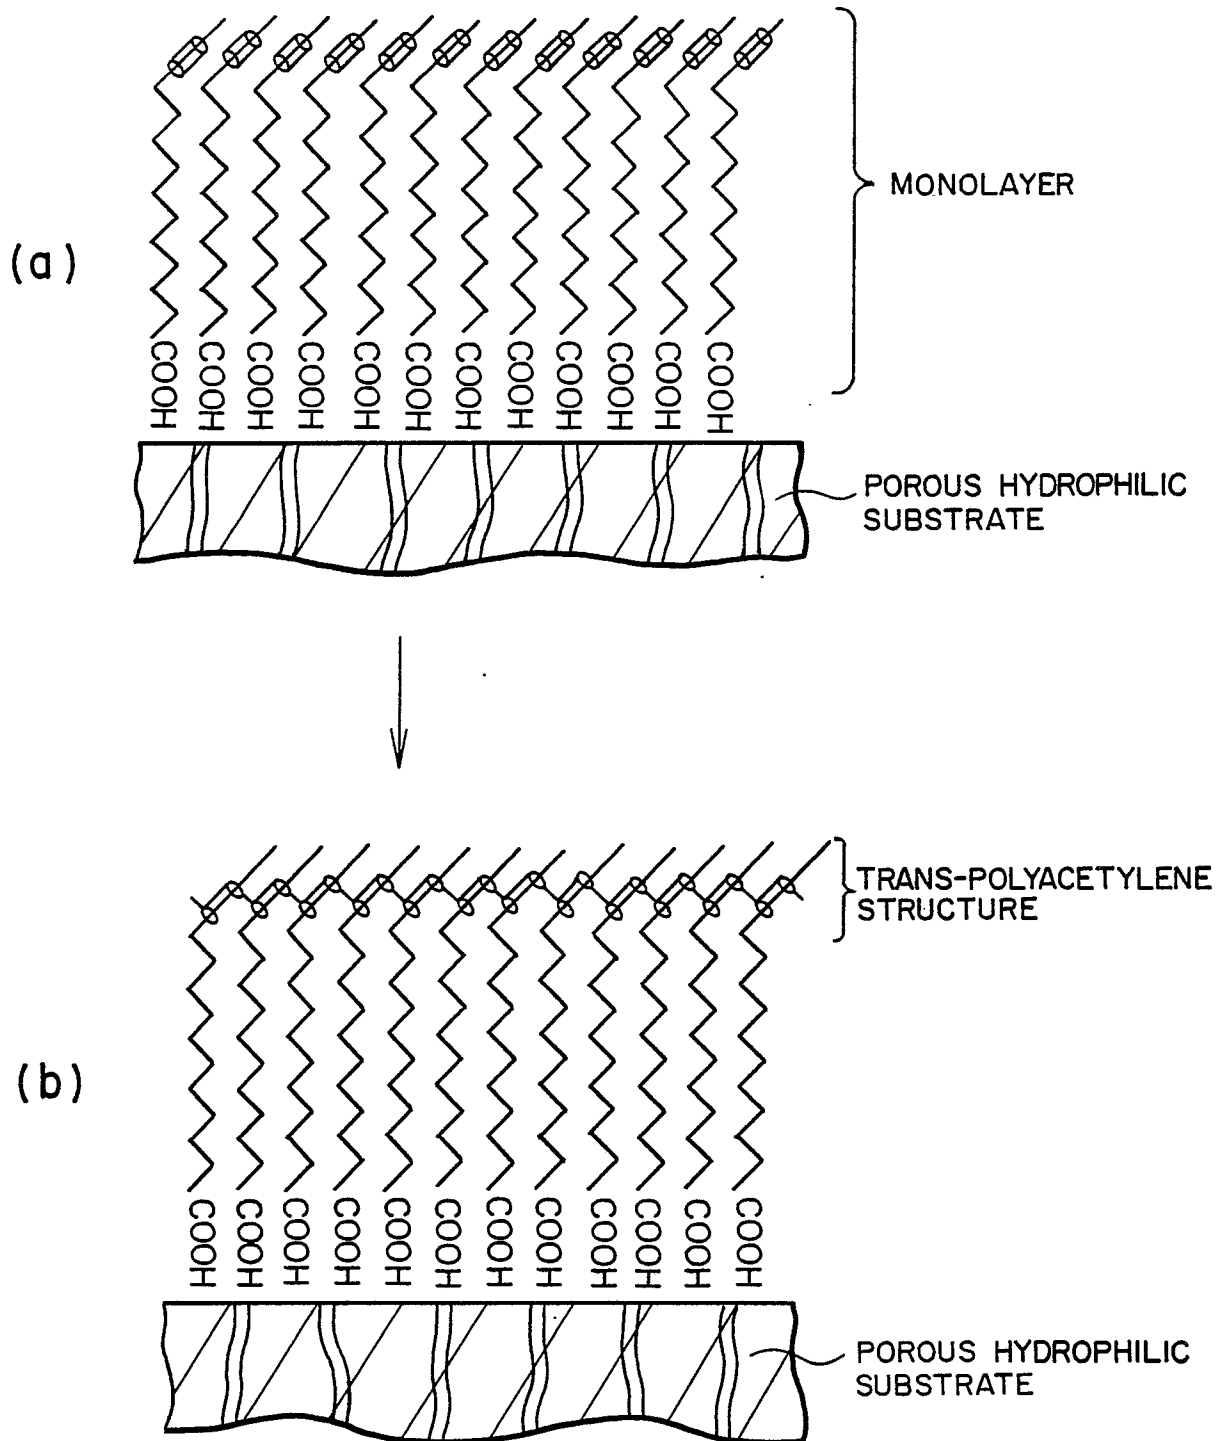 (a)
MONOLAYER
COOH COOH COOH COOH COOH COOH COOH COOH COOH COOH COOH COOH
POROUS HYDROPHILIC
SUBSTRATE
TRANS-POLYACETYLENE
STRUCTURE
(b)
COOH COOH COOH COOH COOH COOH COOH COOH COOH COOH COOH COOH
POROUS HYDROPHILIC
SUBSTRATE